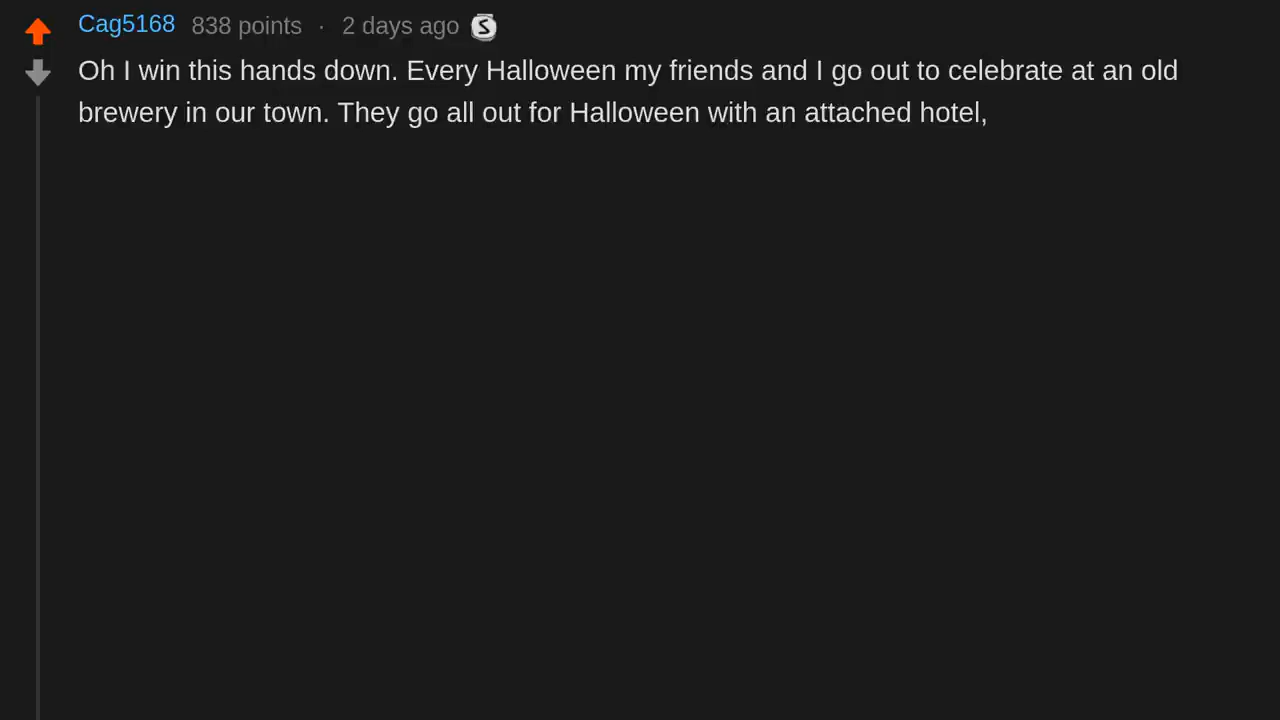 Cag5168 838 points · 2 days ago S
Oh I win this hands down. Every Halloween my friends and I go out to celebrate at an old
brewery in our town. They go all out for Halloween with an attached hotel,